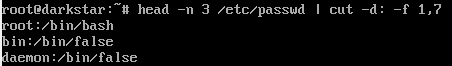 root@darkstar:~# head -n 3 /etc/passwd | cut -d: -f 1,7
root:/bin/bash
bin:/bin/false
daemon:/bin/false